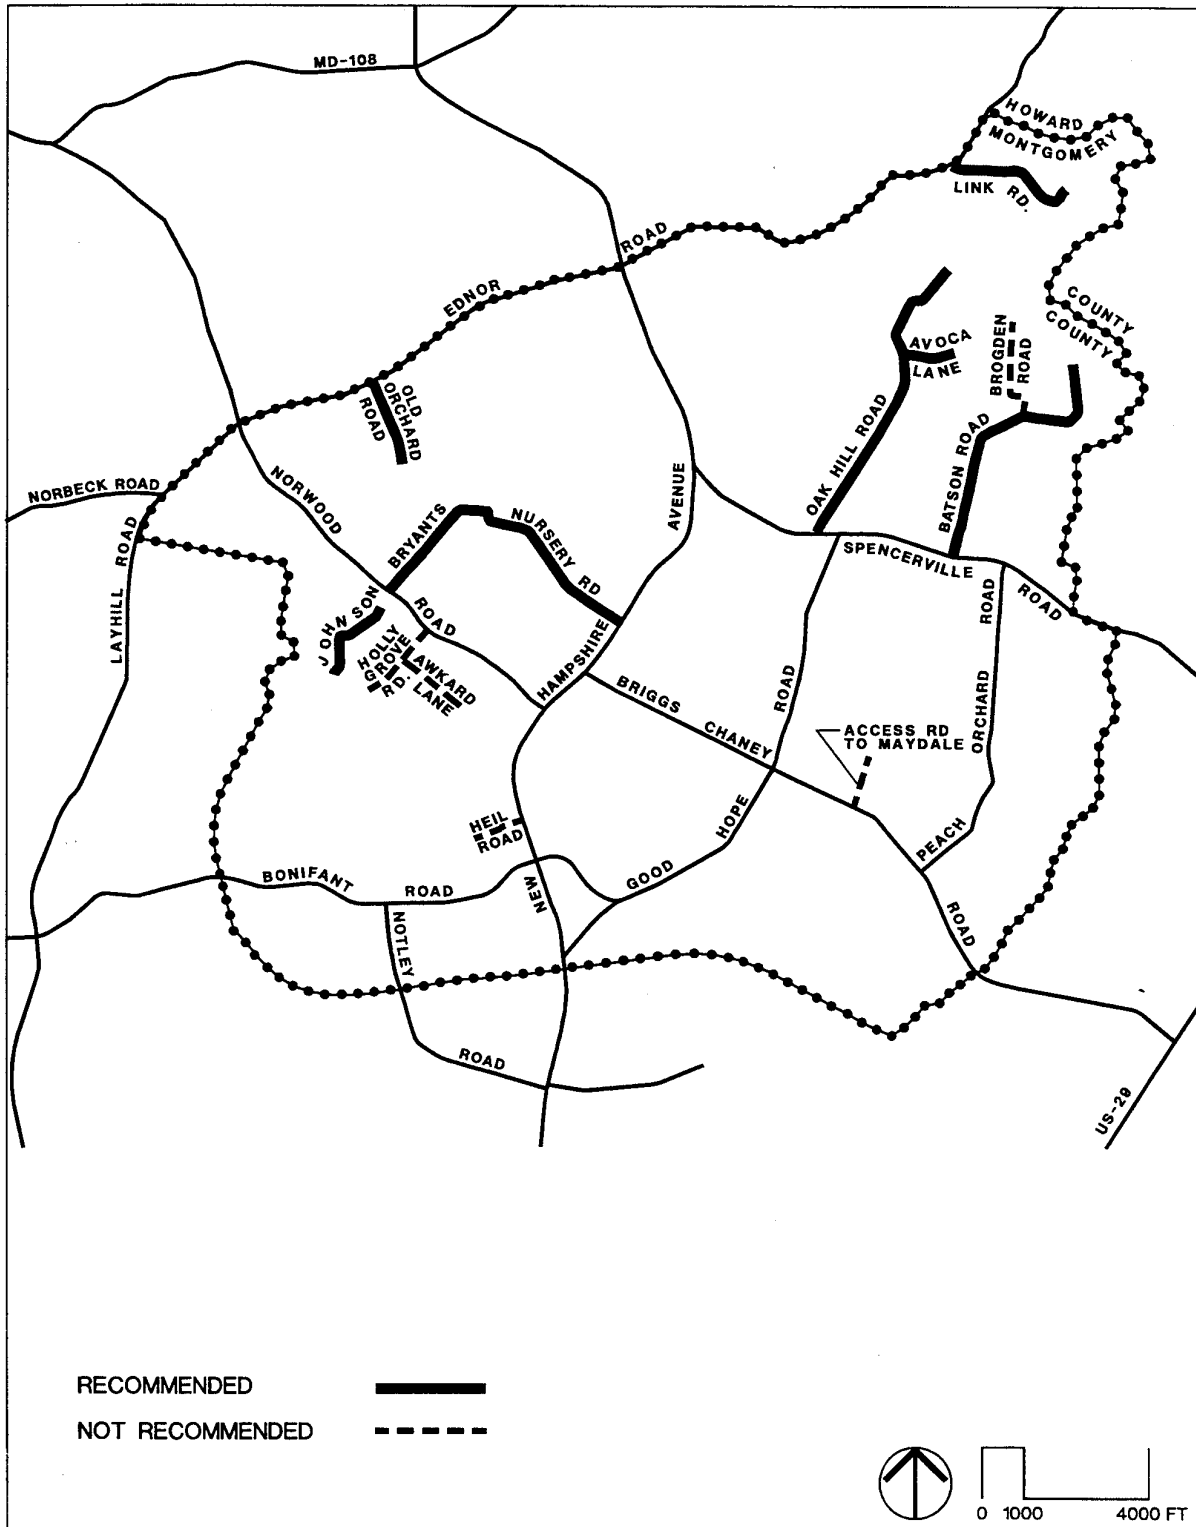 MD-108
HOWARD
MONTGOMERY
LINK RD.
EDNOR ROAD
COUNTY
COUNTY
AVOCA
LANE
BROGDEN
ROAD
OLD
ORCHARD
ROAD
OAK HILL ROAD
BATSON ROAD
NORBECK ROAD
LAYHILL ROAD
NORWOOD ROAD
BRYANTS NURSERY RD
AVENUE
SPENCERVILLE ROAD
JOHNSON
HOLLY
GROVE
RD.
AWKARD
LANE
HAMPSHIRE
BRIGGS CHANEY ROAD
ROAD
ORCHARD
ROAD
ACCESS RD
TO MAYDALE
PEACH
HEIL
ROAD
HOPE
GOOD
NEW
BONIFANT ROAD
NOTLEY ROAD
US-29
RECOMMENDED
NOT RECOMMENDED
0 1000 4000 FT